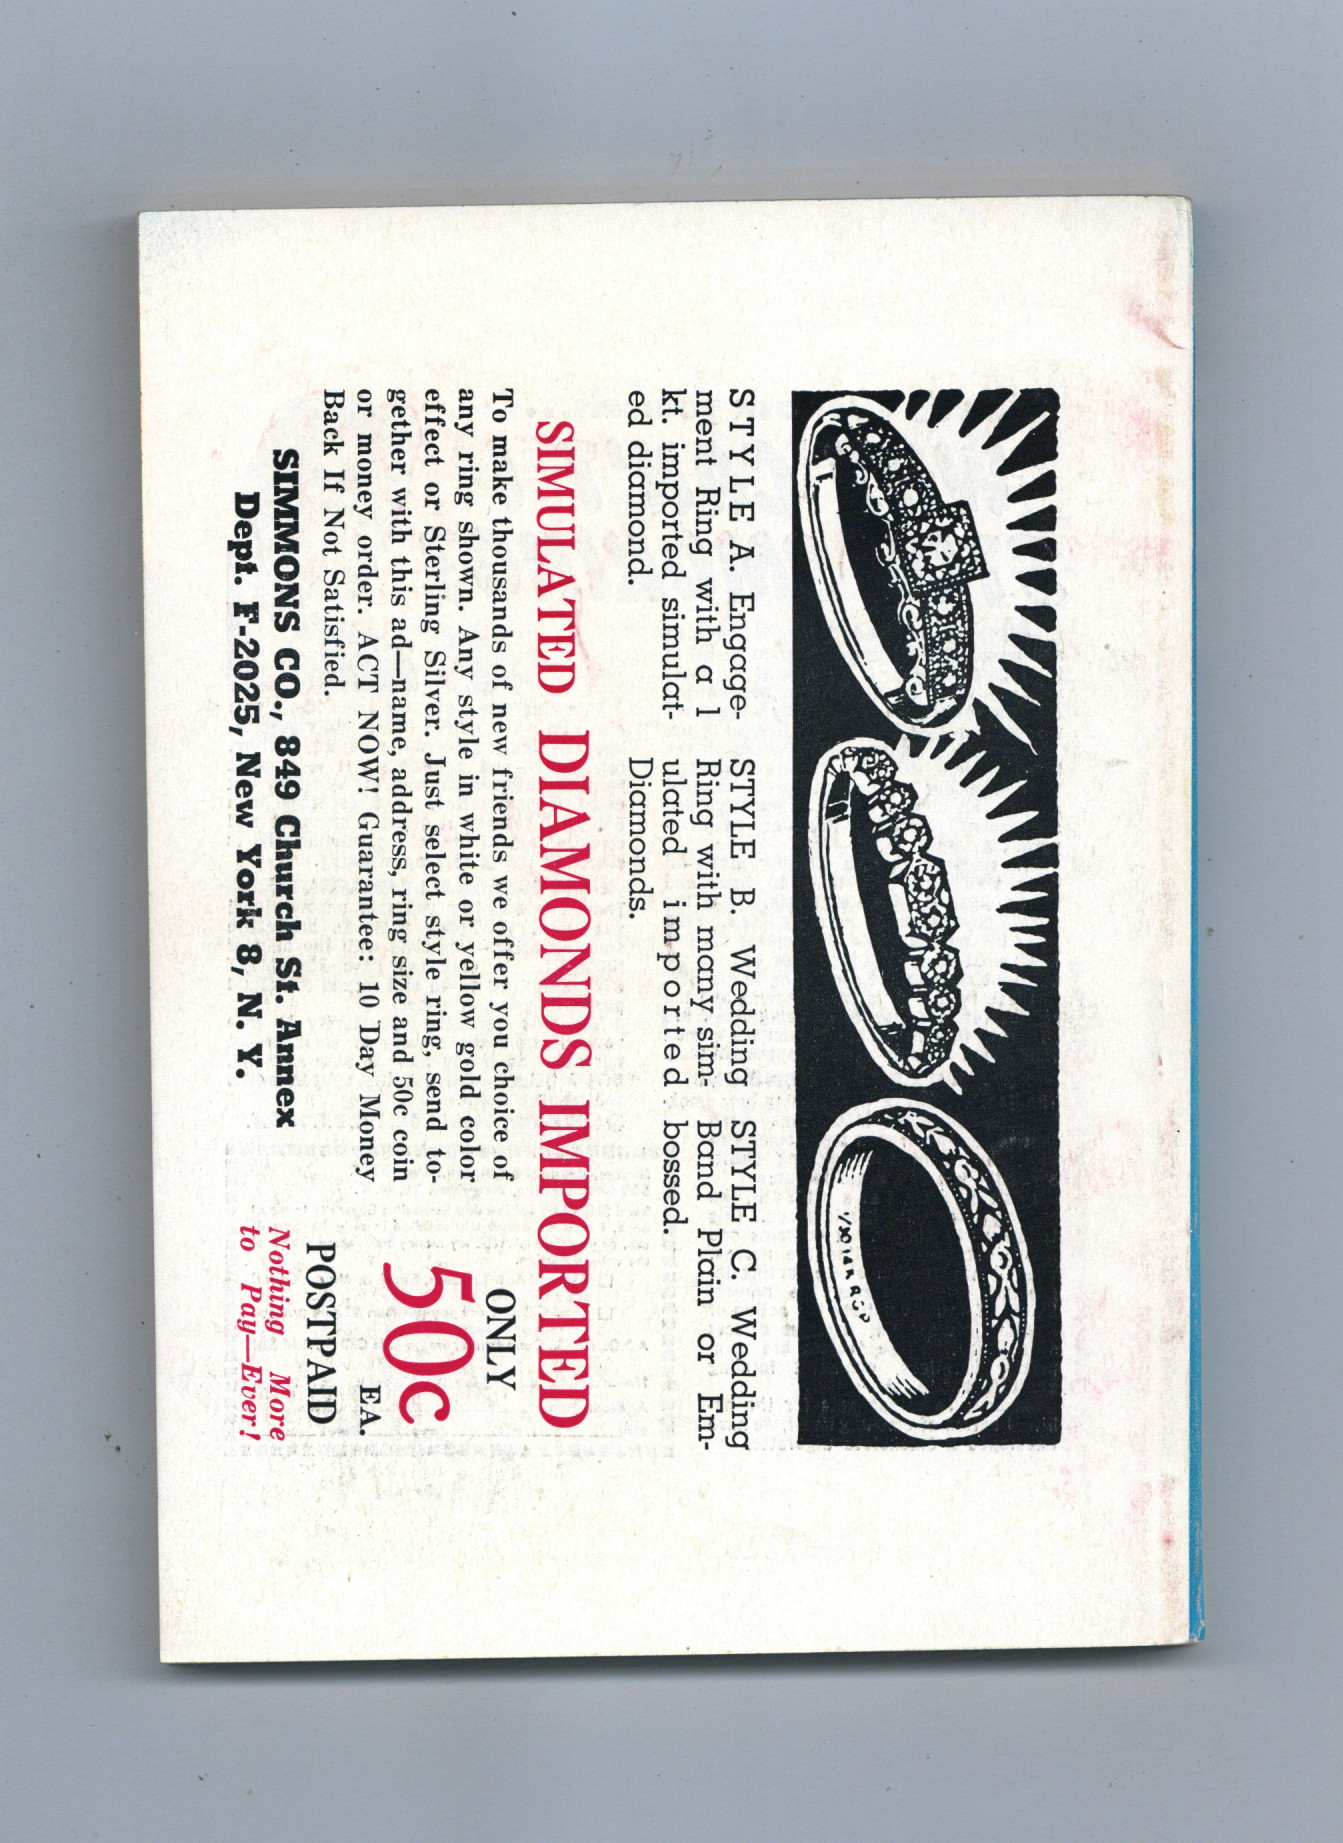 1/30 14K RGP
STYLE A. Engage-
ment Ring with a 1
kt. imported simulat-
ed diamond.
STYLE B. Wedding
Ring with many sim-
ulated imported
Diamonds.
STYLE C. Wedding
Band Plain or Em-
bossed.
SIMULATED DIAMONDS IMPORTED
To make thousands of new friends we offer you choice of
any ring shown. Any style in white or yellow gold color
effect or Sterling Silver. Just select style ring, send to-
gether with this ad—name, address, ring size and 50c coin
or money order. ACT NOW! Guarantee: 10 Day Money
Back If Not Satisfied.
ONLY
50c
EA.
POSTPAID
SIMMONS CO., 849 Church St. Annex
Dept. F-2025, New York 8, N. Y.
Nothing More
to Pay—Ever!